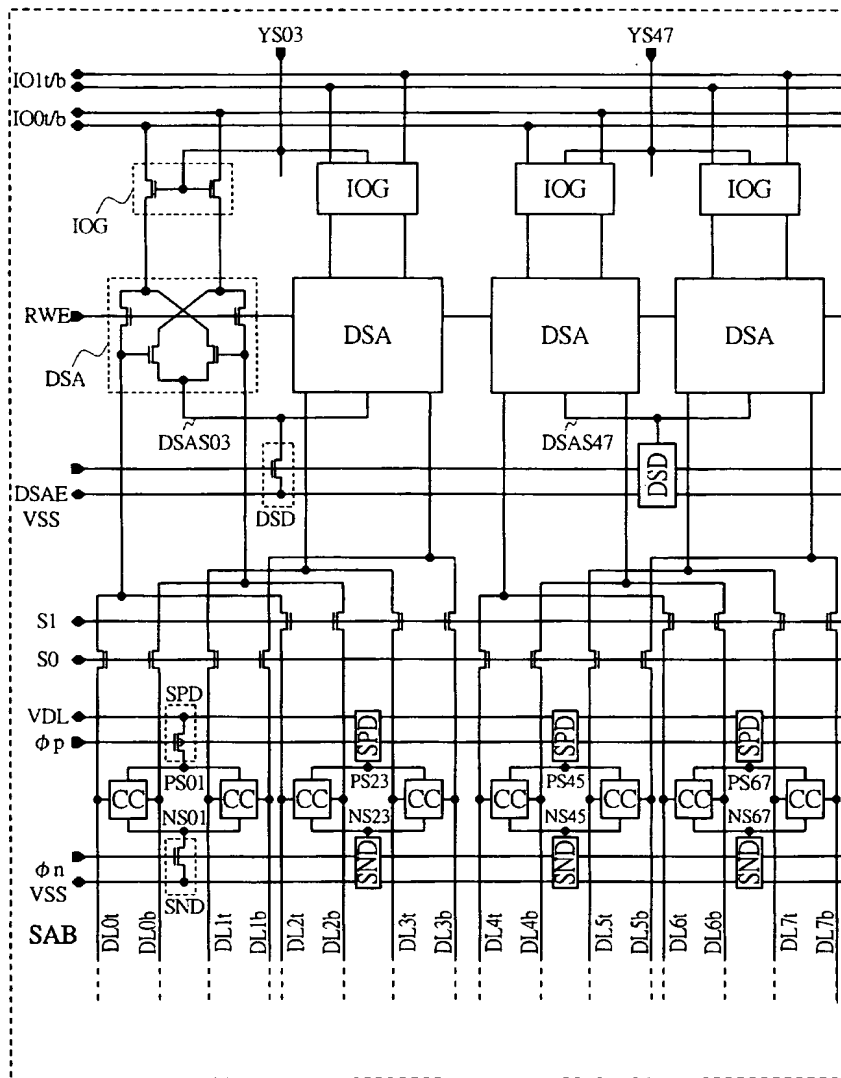 YS03 YS47
IO1t/b
IO0t/b
IOG IOG IOG
IOG
RWE
DSA DSA DSA
DSA
DSAS03 DSAS47
DSD
DSAE
DSD
VSS
S1
S0
SPD
VDL
SPD SPD SPD
φp
PS01 PS23 PS45 PS67
CC CC CC CC CC CC CC CC
NS01 NS23 NS45 NS67
SND SND SND
φn
VSS
SND
SAB
DL0t DL0b DL1t DL1b DL2t DL2b DL3t DL3b DL4t DL4b DL5t DL5b DL6t DL6b DL7t DL7b